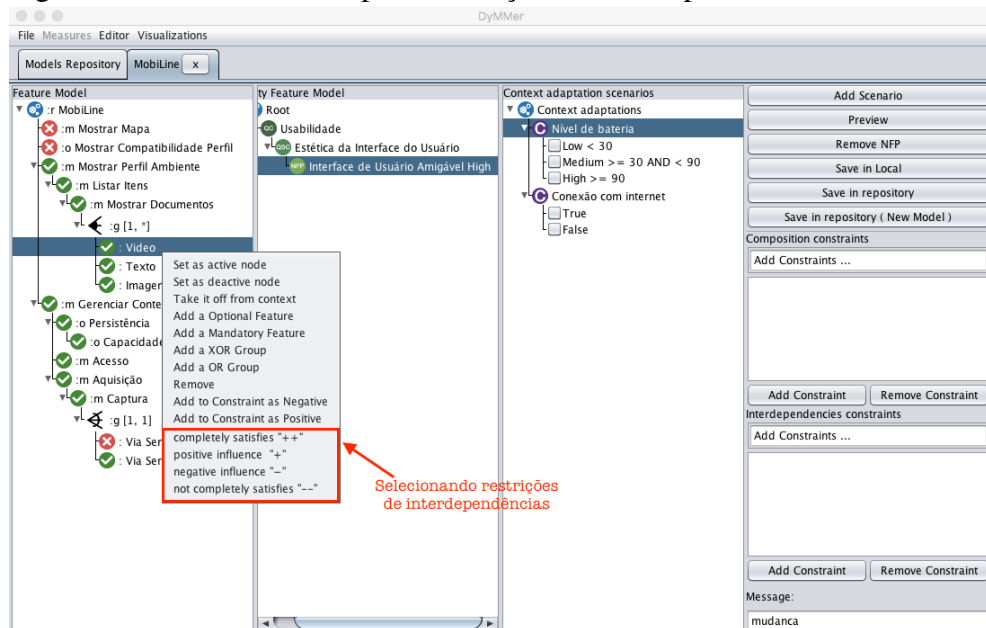 DyMMer
File Measures Editor Visualizations
Models Repository
MobiLine x
Feature Model
:r MobiLine
:m Mostrar Mapa
:o Mostrar Compatibilidade Perfil
:m Mostrar Perfil Ambiente
:m Listar Itens
:m Mostrar Documentos
:g [1, *]
: Video
: Texto
: Imagem
:m Gerenciar Conte
:o Persistência
:o Capacidade
:m Acesso
:m Aquisição
:m Captura
:g [1, 1]
: Via Ser
: Via Ser
Set as active node
Set as deactive node
Take it off from context
Add a Optional Feature
Add a Mandatory Feature
Add a XOR Group
Add a OR Group
Remove
Add to Constraint as Negative
Add to Constraint as Positive
completely satisfies "++"
positive influence "+"
negative influence "-"
not completely satisfies "--"
Selecionando restrições
de interdependências
ty Feature Model
Root
QC Usabilidade
QSC Estética da Interface do Usuário
NFP Interface de Usuário Amigável High
Context adaptation scenarios
Context adaptations
C Nível de bateria
Low < 30
Medium >= 30 AND < 90
High >= 90
C Conexão com internet
True
False
Add Scenario
Preview
Remove NFP
Save in Local
Save in repository
Save in repository ( New Model )
Composition constraints
Add Constraints ...
Add Constraint Remove Constraint
Interdependencies constraints
Add Constraints ...
Add Constraint Remove Constraint
Message:
mudanca